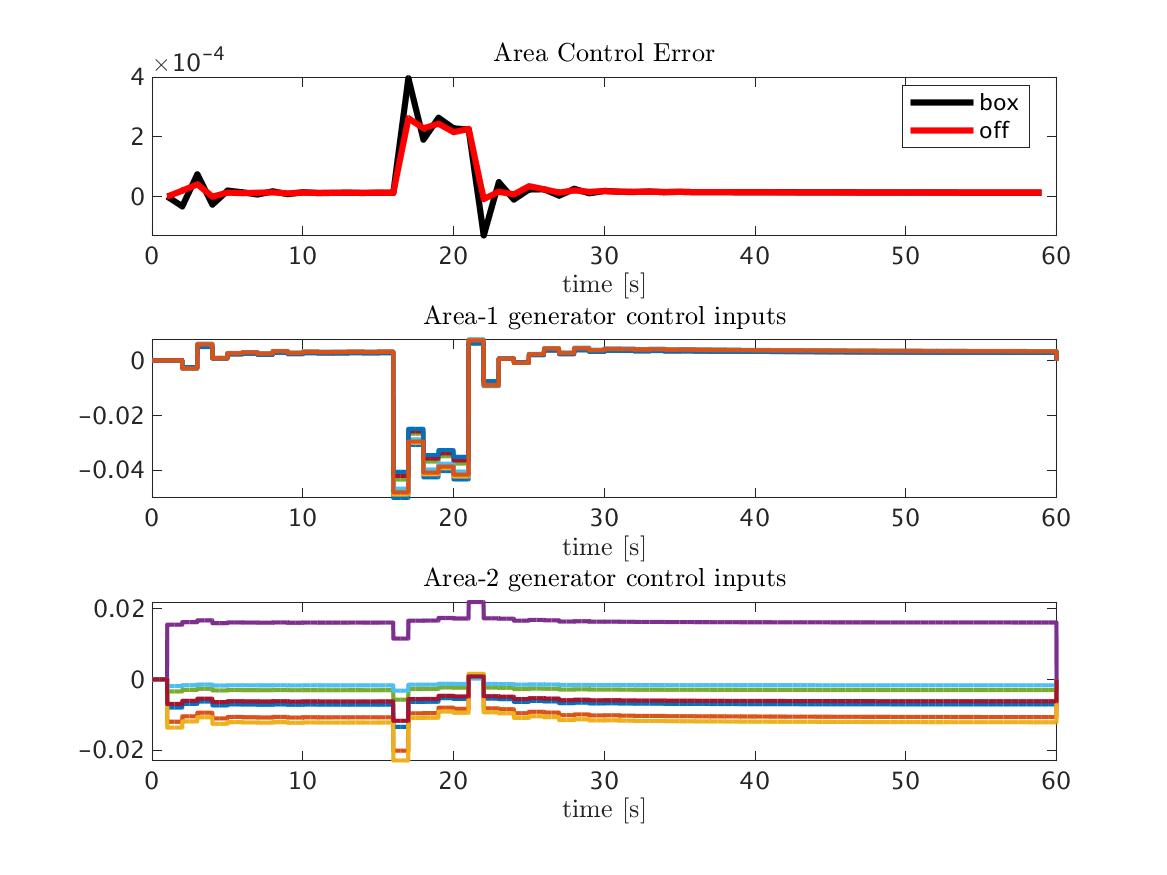 Area Control Error
×10⁻⁴
4
2
0
box
off
0 10 20 30 40 50 60
time [s]
Area-1 generator control inputs
0
−0.02
−0.04
0 10 20 30 40 50 60
time [s]
Area-2 generator control inputs
0.02
0
−0.02
0 10 20 30 40 50 60
time [s]